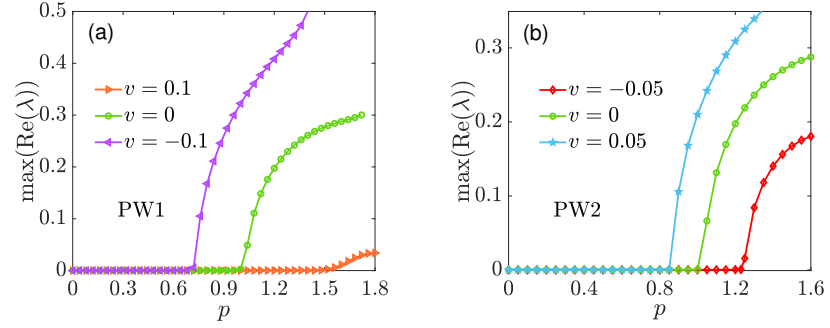 (a)
max(Re(λ))
0.5
0.4
0.3
0.2
0.1
0
v = 0.1
v = 0
v = −0.1
PW1
0 0.3 0.6 0.9 1.2 1.5 1.8
p
(b)
max(Re(λ))
0.3
0.2
0.1
0
v = −0.05
v = 0
v = 0.05
PW2
0 0.4 0.8 1.2 1.6
p